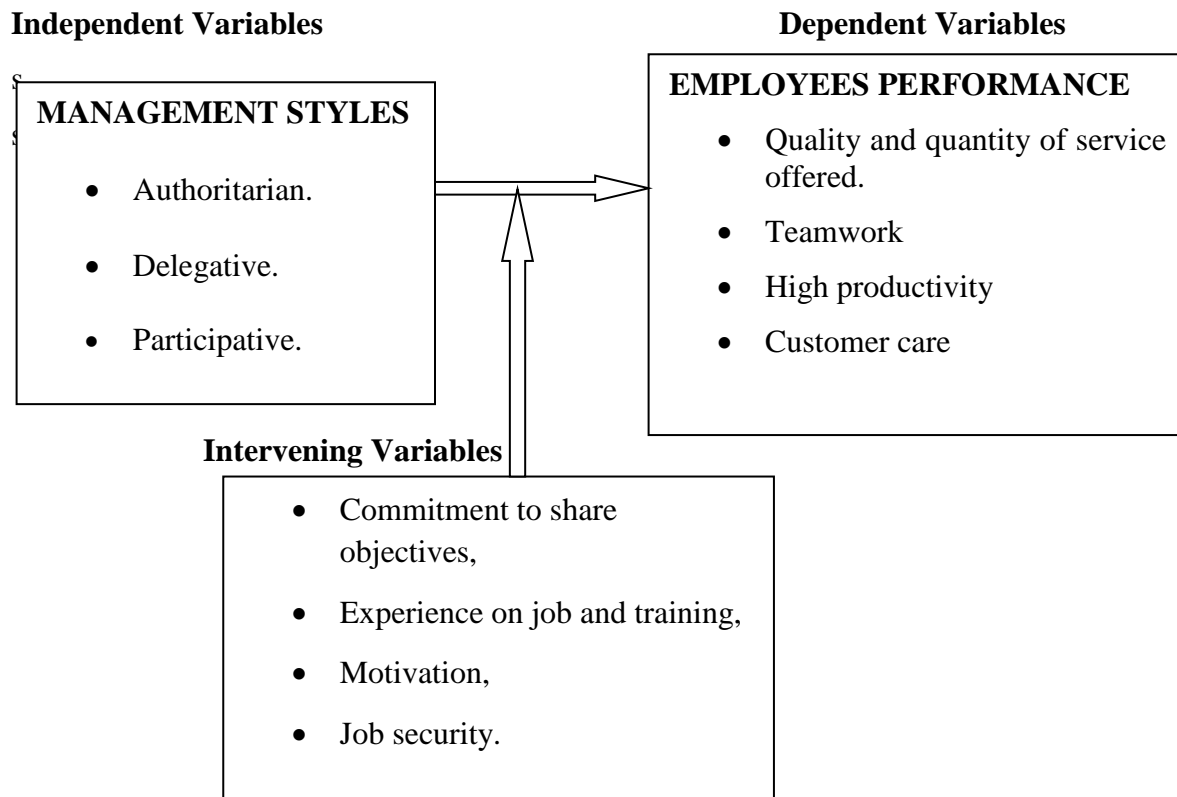 Independent Variables
Dependent Variables
s
s
MANAGEMENT STYLES
• Authoritarian.
• Delegative.
• Participative.
EMPLOYEES PERFORMANCE
• Quality and quantity of service
offered.
• Teamwork
• High productivity
• Customer care
Intervening Variables
• Commitment to share
objectives,
• Experience on job and training,
• Motivation,
• Job security.